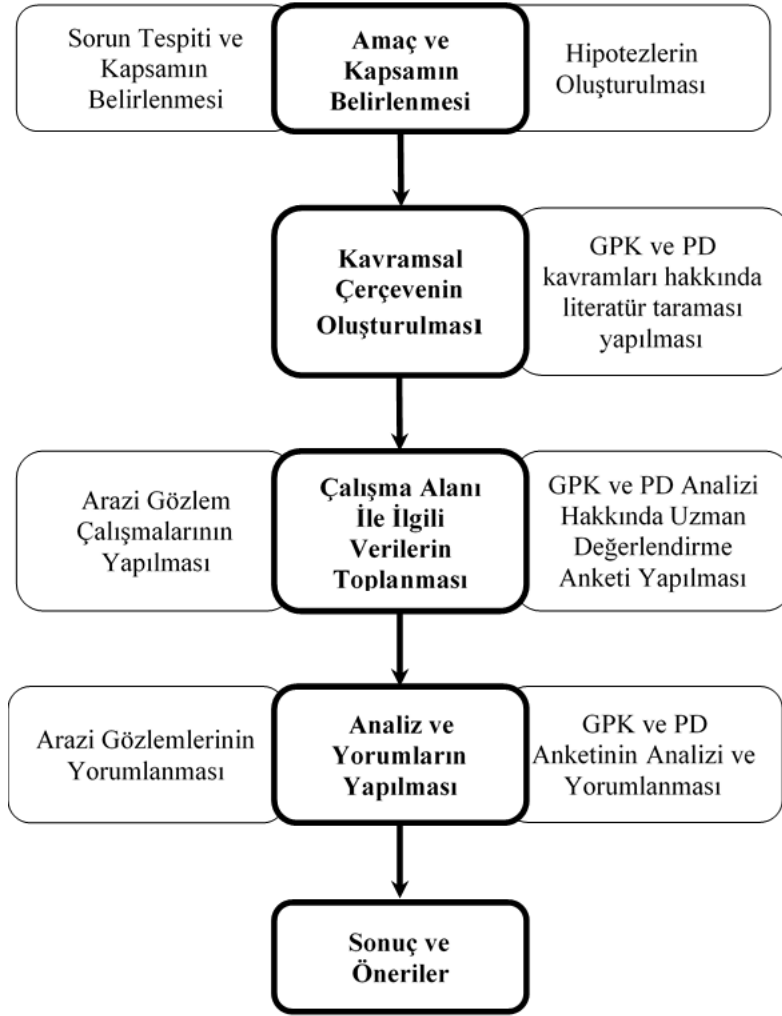 Sorun Tespiti ve
Kapsamın
Belirlenmesi
Amaç ve
Kapsamın
Belirlenmesi
Hipotezlerin
Oluşturulması
Kavramsal
Çerçevenin
Oluşturulması
GPK ve PD
kavramları hakkında
literatür taraması
yapılması
Arazi Gözlem
Çalışmalarının
Yapılması
Çalışma Alanı
İle İlgili
Verilerin
Toplanması
GPK ve PD Analizi
Hakkında Uzman
Değerlendirme
Anketi Yapılması
Arazi Gözlemlerinin
Yorumlanması
Analiz ve
Yorumların
Yapılması
GPK ve PD
Anketinin Analizi ve
Yorumlanması
Sonuç ve
Öneriler